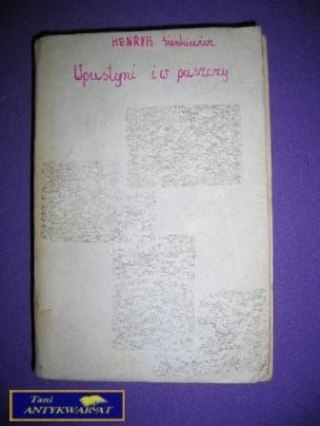 HENRYK Sienkiewicz
W pustyni i w puszczy
Tani
ANTYKWARIAT